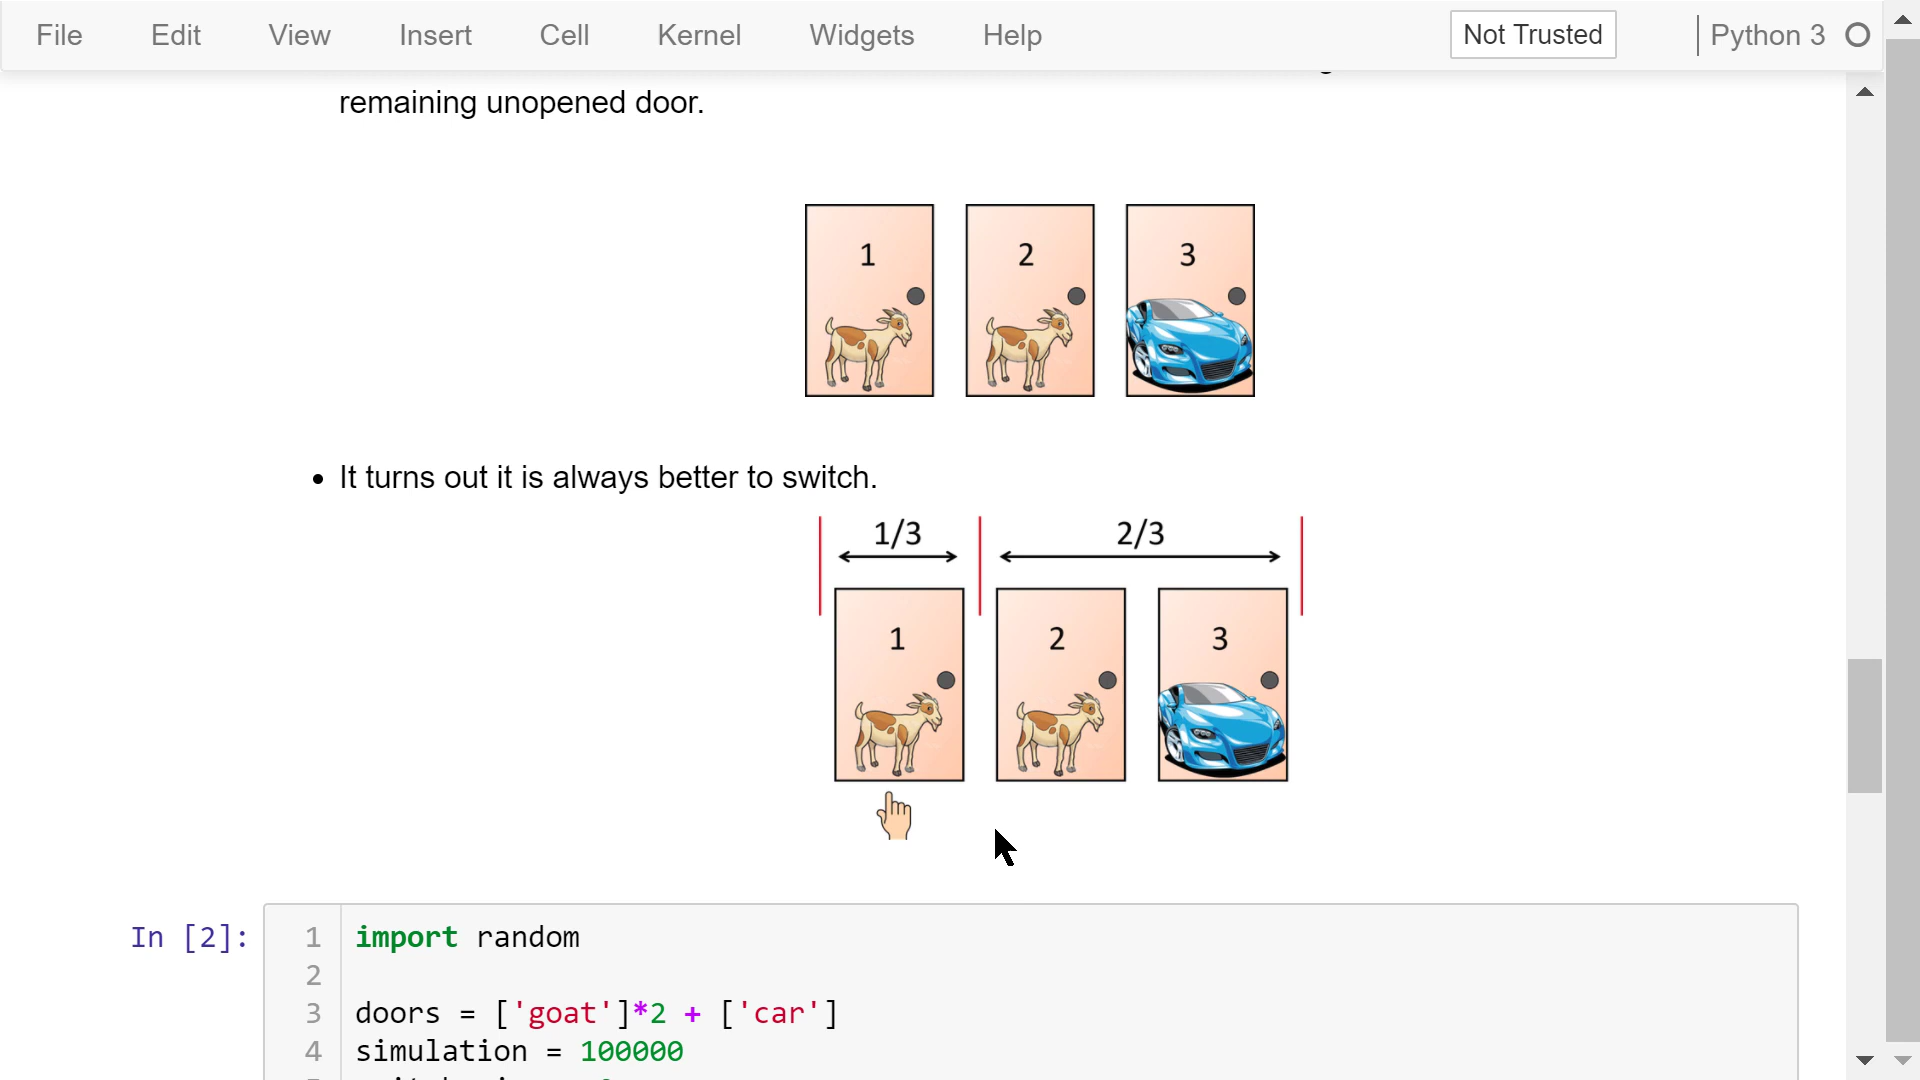 File Edit View Insert Cell Kernel Widgets Help Not Trusted Python 3
remaining unopened door.
1 2 3
It turns out it is always better to switch.
1/3 2/3
1 2 3
In [2]:
1 import random
2
3 doors = ['goat']*2 + ['car']
4 simulation = 100000